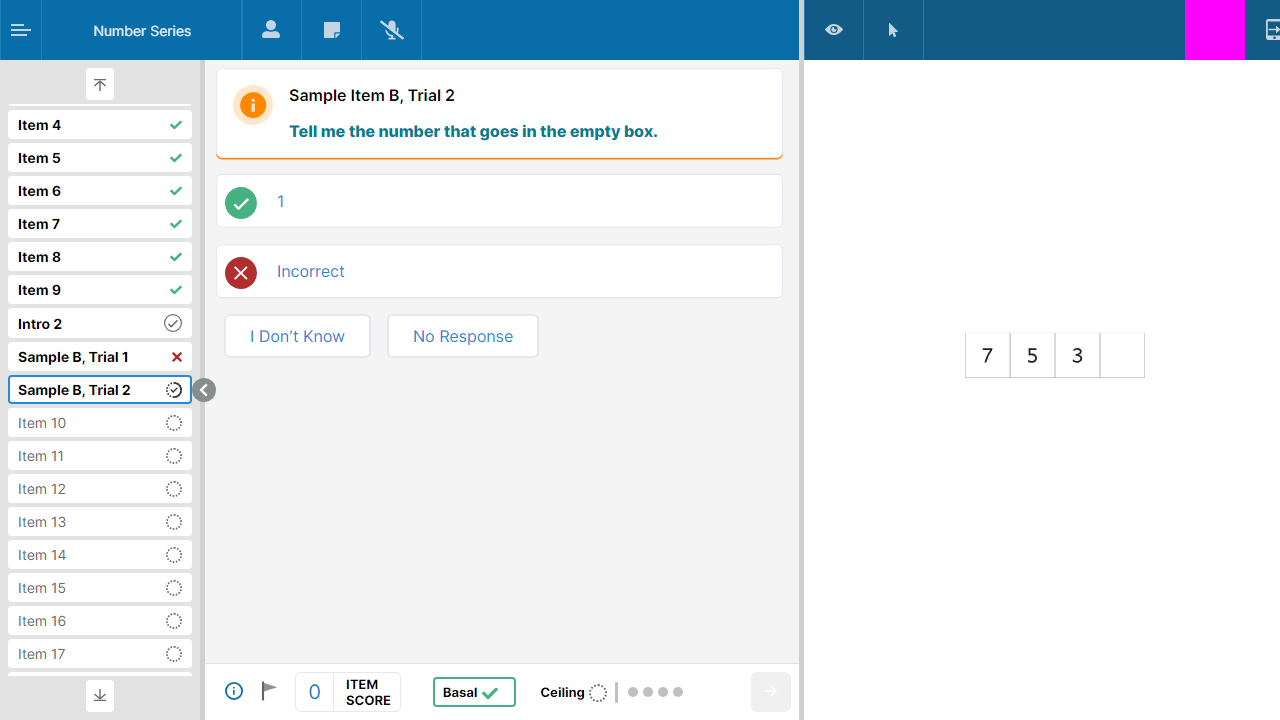 Number Series
Item 4
Item 5
Item 6
Item 7
Item 8
Item 9
Intro 2
Sample B, Trial 1
Sample B, Trial 2
Item 10
Item 11
Item 12
Item 13
Item 14
Item 15
Item 16
Item 17
Sample Item B, Trial 2
Tell me the number that goes in the empty box.
1
Incorrect
I Don’t Know
No Response
0
ITEM
SCORE
Basal
Ceiling
7 5 3